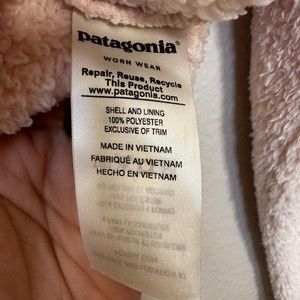 patagonia®
WORN WEAR
Repair, Reuse, Recycle
This Product
www.patagonia.com
SHELL AND LINING
100% POLYESTER
EXCLUSIVE OF TRIM
MADE IN VIETNAM
FABRIQUÉ AU VIETNAM
HECHO EN VIETNAM